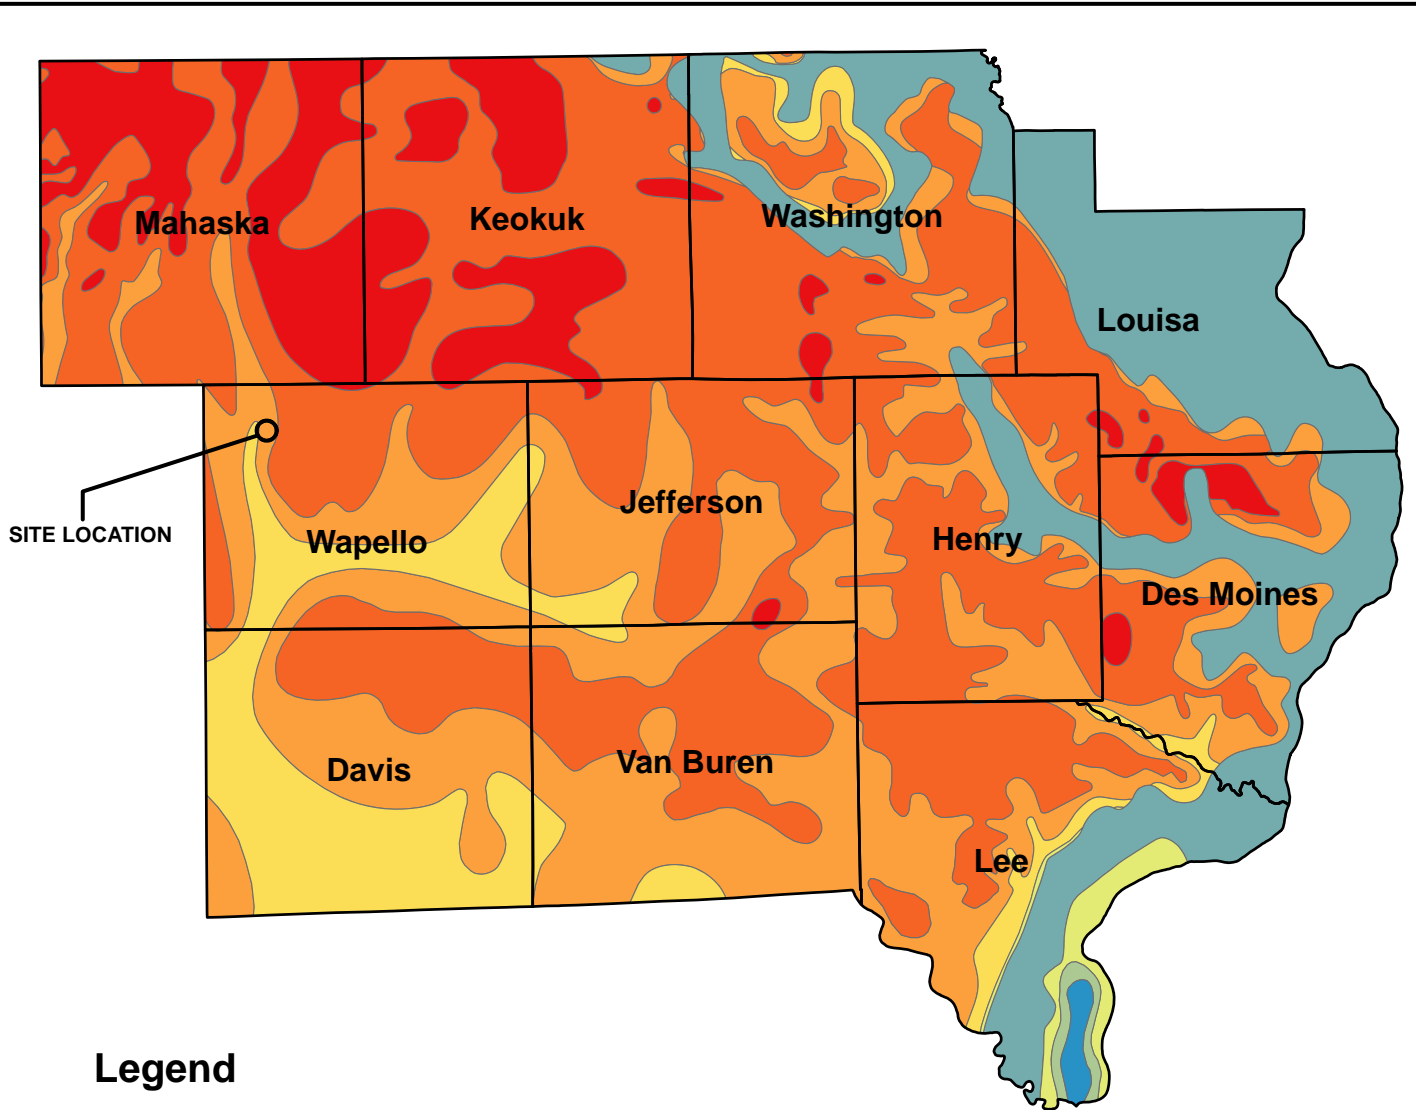 Mahaska
Keokuk
Washington
Louisa
SITE LOCATION
Wapello
Jefferson
Henry
Des Moines
Davis
Van Buren
Lee
Legend